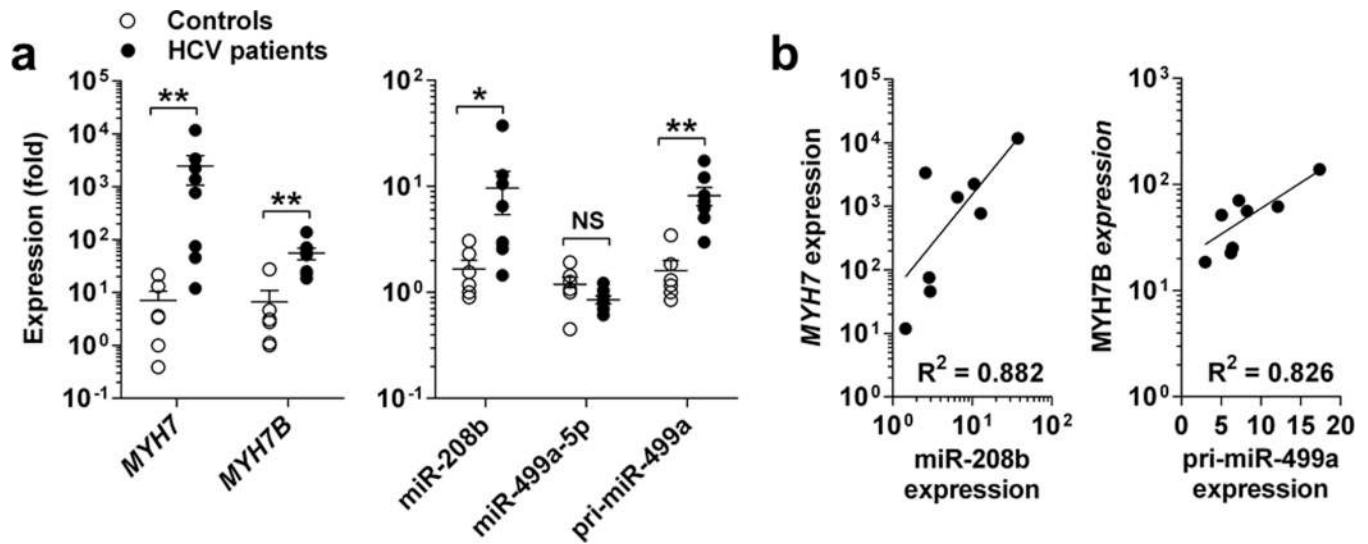 Controls
HCV patients
a
Expression (fold)
10^5
10^4
10^3
10^2
10^1
10^0
10^-1
**
**
MYH7
MYH7B
10^2
10^1
10^0
10^-1
*
NS
**
miR-208b
miR-499a-5p
pri-miR-499a
b
MYH7 expression
10^5
10^4
10^3
10^2
10^1
10^0
R^2 = 0.882
10^0 10^1 10^2
miR-208b
expression
MYH7B expression
10^3
10^2
10^1
10^0
R^2 = 0.826
0 5 10 15 20
pri-miR-499a
expression